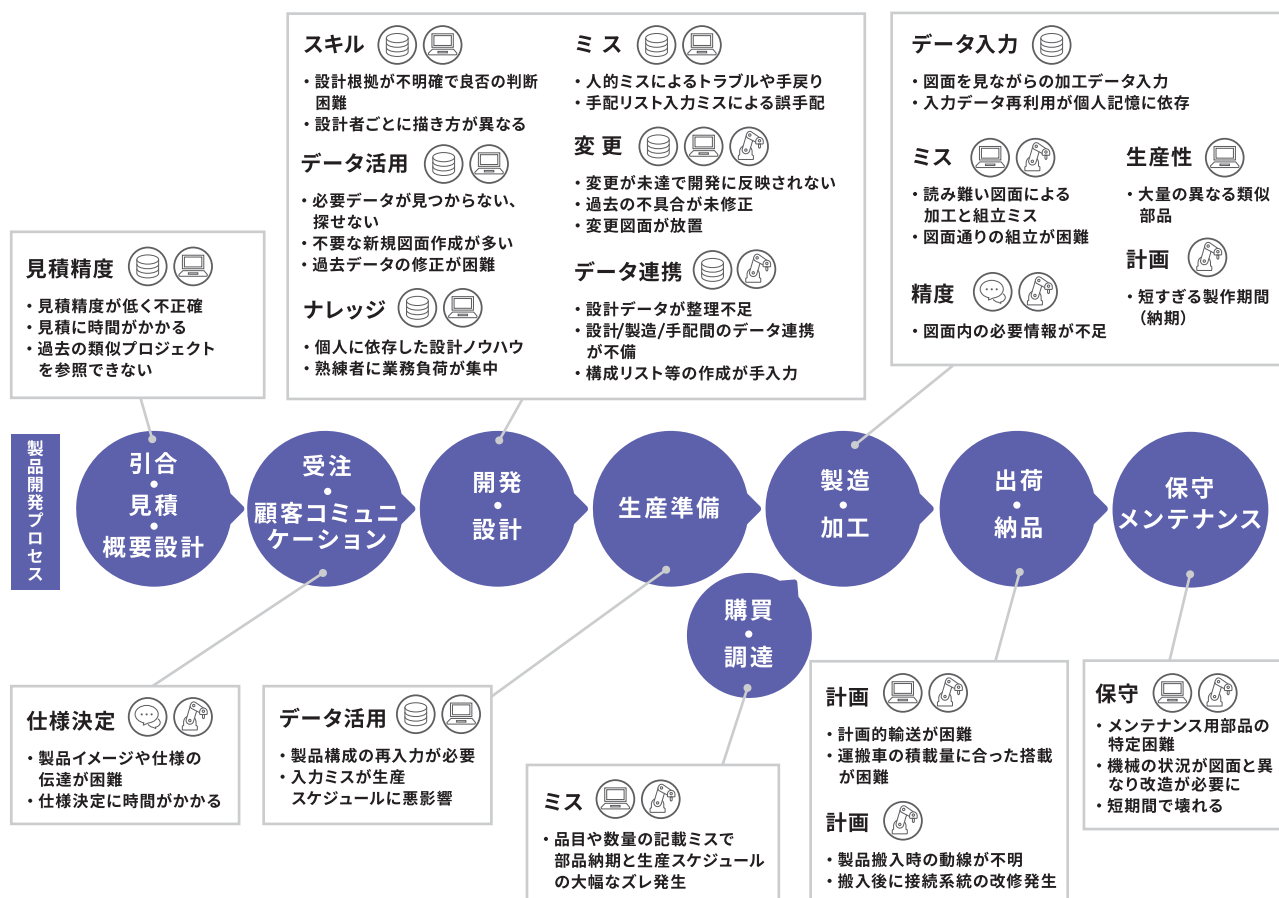 スキル
・設計根拠が不明確で良否の判断
困難
・設計者ごとに描き方が異なる
データ活用
・必要データが見つからない、
探せない
・不要な新規図面作成が多い
・過去データの修正が困難
ナレッジ
・個人に依存した設計ノウハウ
・熟練者に業務負荷が集中
ミス
・人的ミスによるトラブルや手戻り
・手配リスト入力ミスによる誤手配
変更
・変更が未達で開発に反映されない
・過去の不具合が未修正
・変更図面が放置
データ連携
・設計データが整理不足
・設計/製造/手配間のデータ連携
が不備
・構成リスト等の作成が手入力
データ入力
・図面を見ながらの加工データ入力
・入力データ再利用が個人記憶に依存
ミス
・読み難い図面による
加工と組立ミス
・図面通りの組立が困難
精度
・図面内の必要情報が不足
生産性
・大量の異なる類似
部品
計画
・短すぎる製作期間
（納期）
見積精度
・見積精度が低く不正確
・見積に時間がかかる
・過去の類似プロジェクト
を参照できない
製品開発プロセス
引合
・
見積
・
概要設計
受注
・
顧客コミュニ
ケーション
開発
・
設計
生産準備
購買
・
調達
製造
・
加工
出荷
・
納品
保守
メンテナンス
仕様決定
・製品イメージや仕様の
伝達が困難
・仕様決定に時間がかかる
データ活用
・製品構成の再入力が必要
・入力ミスが生産
スケジュールに悪影響
ミス
・品目や数量の記載ミスで
部品納期と生産スケジュール
の大幅なズレ発生
計画
・計画的輸送が困難
・運搬車の積載量に合った搭載
が困難
計画
・製品搬入時の動線が不明
・搬入後に接続系統の改修発生
保守
・メンテナンス用部品の
特定困難
・機械の状況が図面と異
なり改造が必要に
・短期間で壊れる